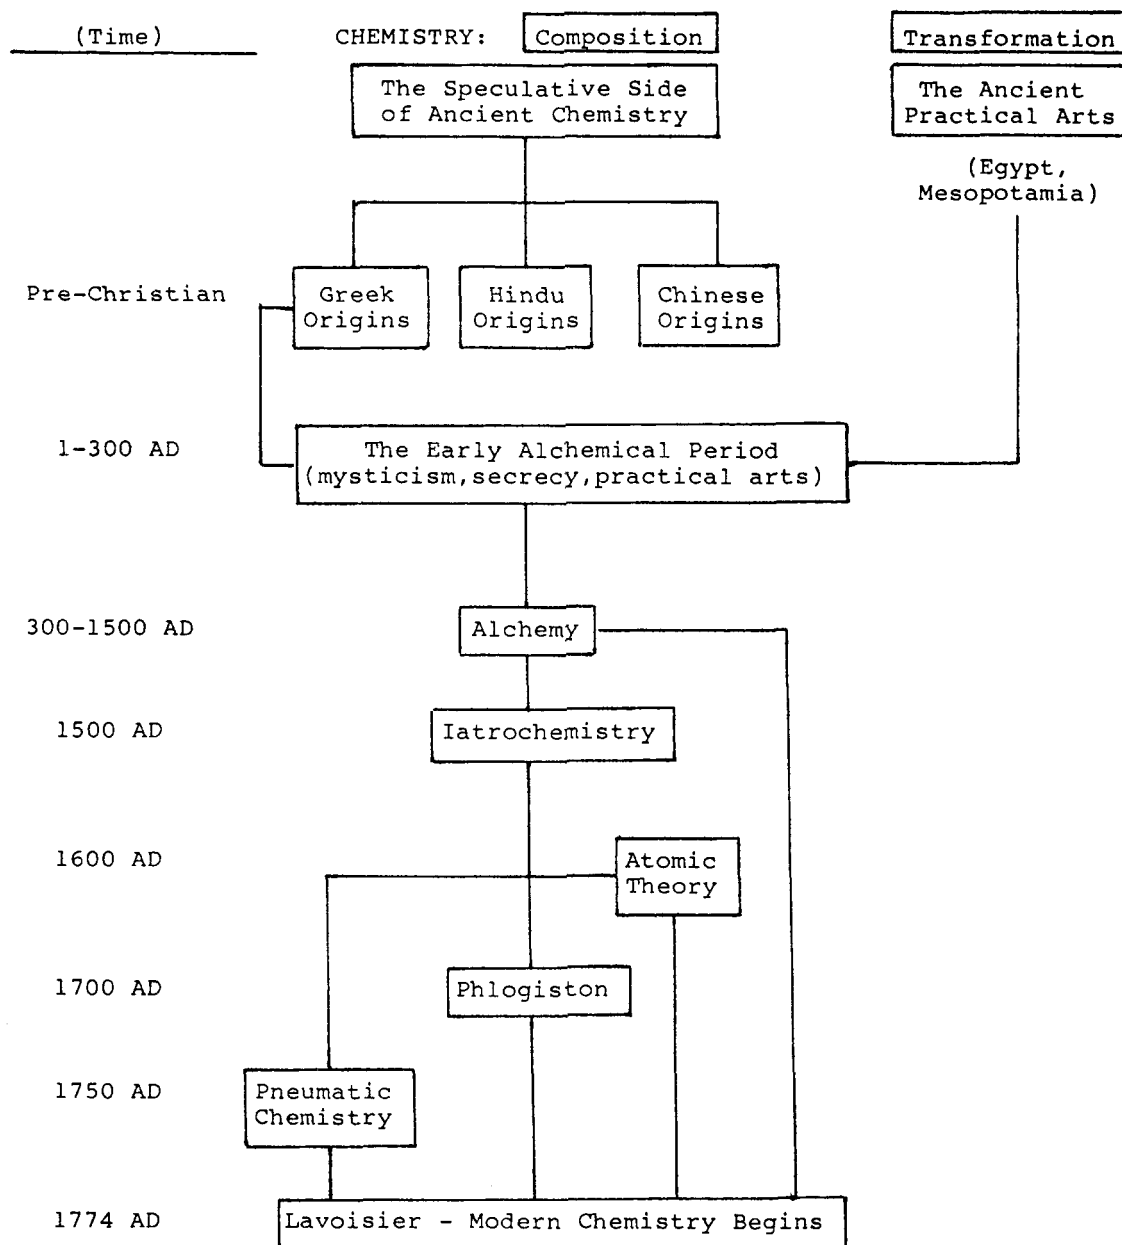 (Time) CHEMISTRY: Composition Transformation
The Speculative Side
of Ancient Chemistry
The Ancient
Practical Arts
(Egypt,
Mesopotamia)
Pre-Christian
Greek
Origins
Hindu
Origins
Chinese
Origins
1-300 AD
The Early Alchemical Period
(mysticism,secrecy,practical arts)
300-1500 AD
Alchemy
1500 AD
Iatrochemistry
1600 AD
Atomic
Theory
1700 AD
Phlogiston
1750 AD
Pneumatic
Chemistry
1774 AD
Lavoisier - Modern Chemistry Begins